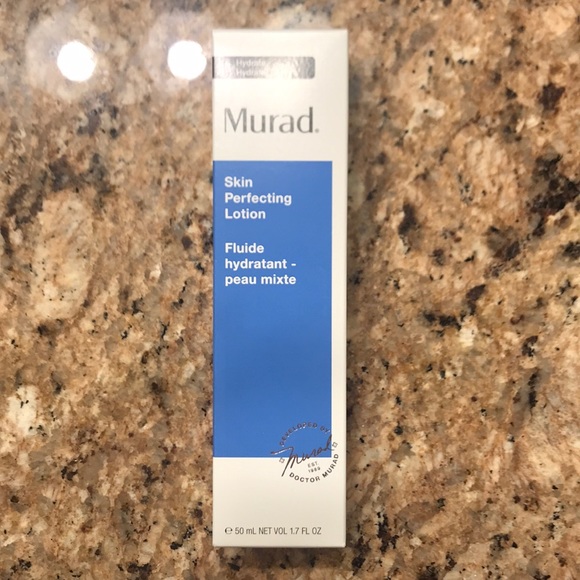 Murad.
Skin
Perfecting
Lotion
Fluide
hydratant -
peau mixte
DEVELOPED BY
Murad
EST.
1989
DOCTOR MURAD
℮ 50 mL NET VOL 1.7 FL OZ